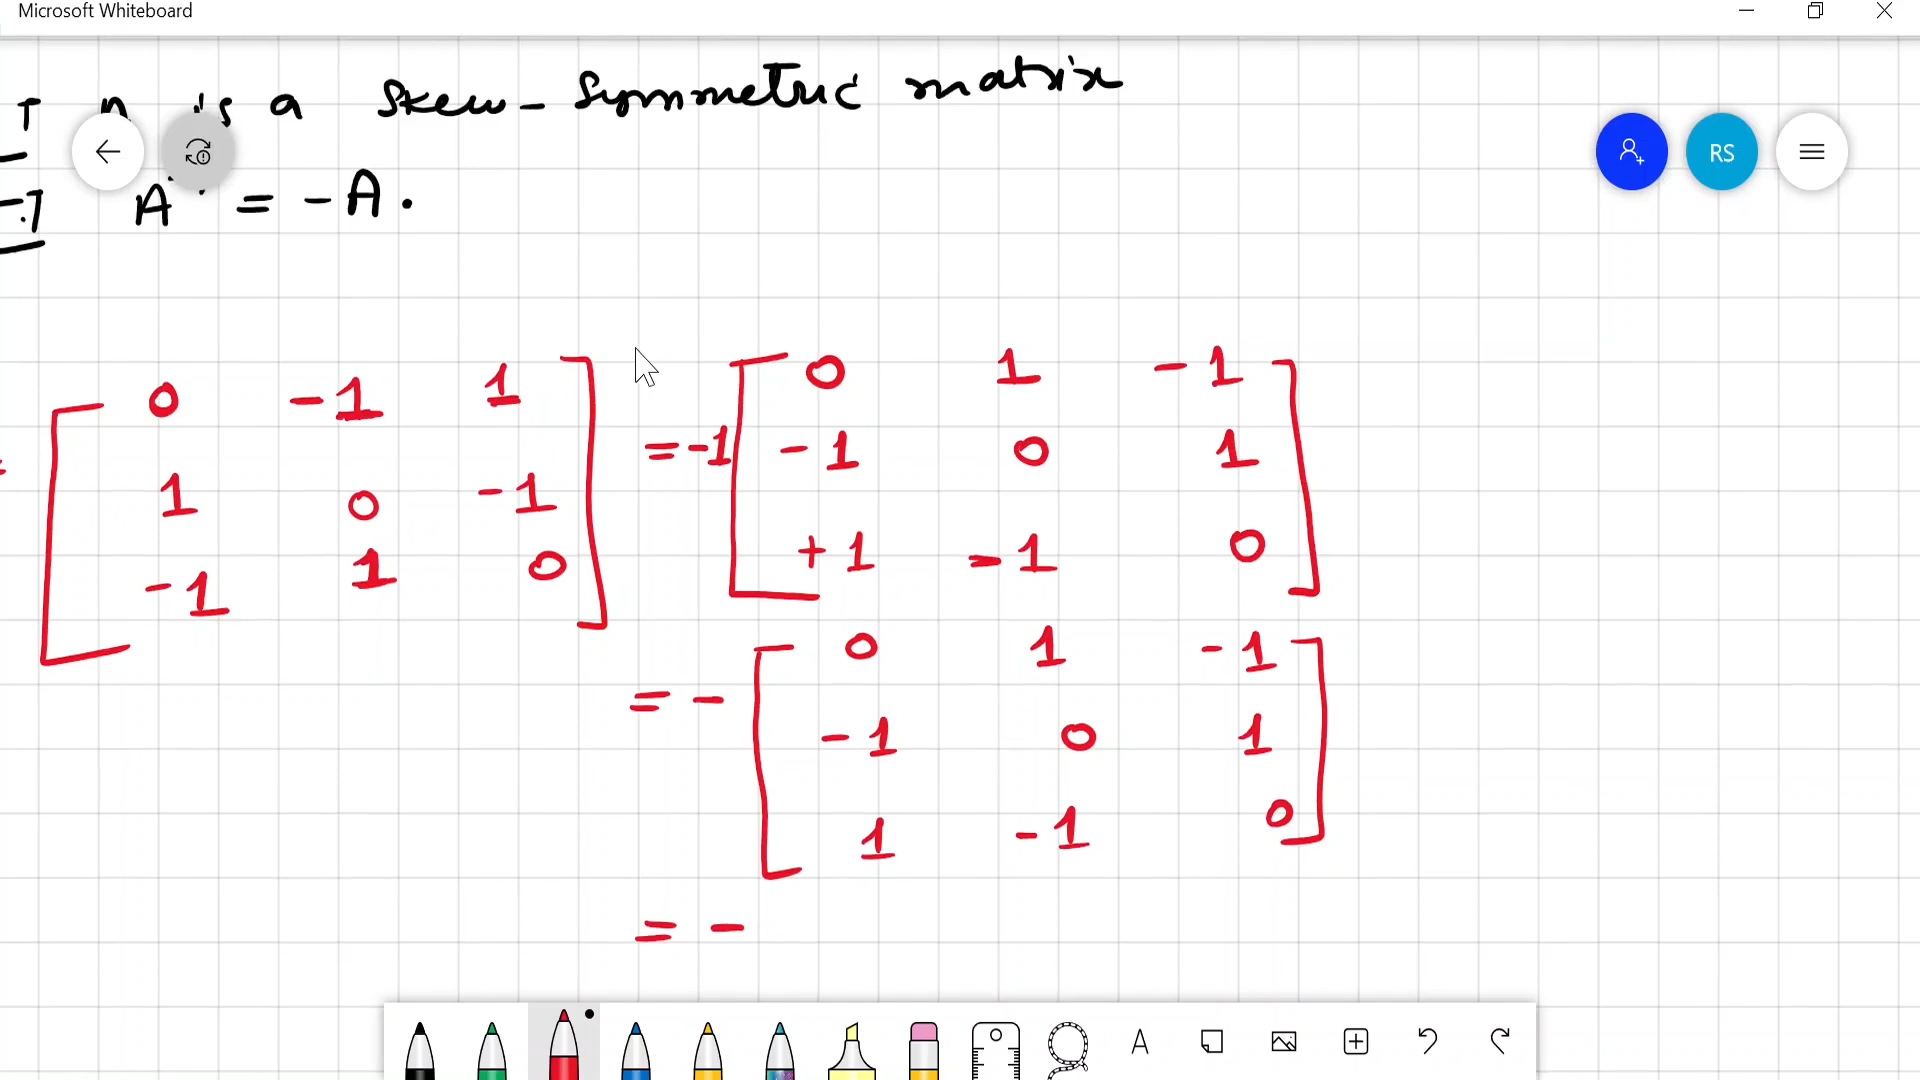 Microsoft Whiteboard
is a skew-symmetric matrix
RS
A = -A.
0 -1 1
1 0 -1
-1 1 0
= -1
0 1 -1
-1 0 1
+1 -1 0
= -
0 1 -1
-1 0 1
1 -1 0
= -
A